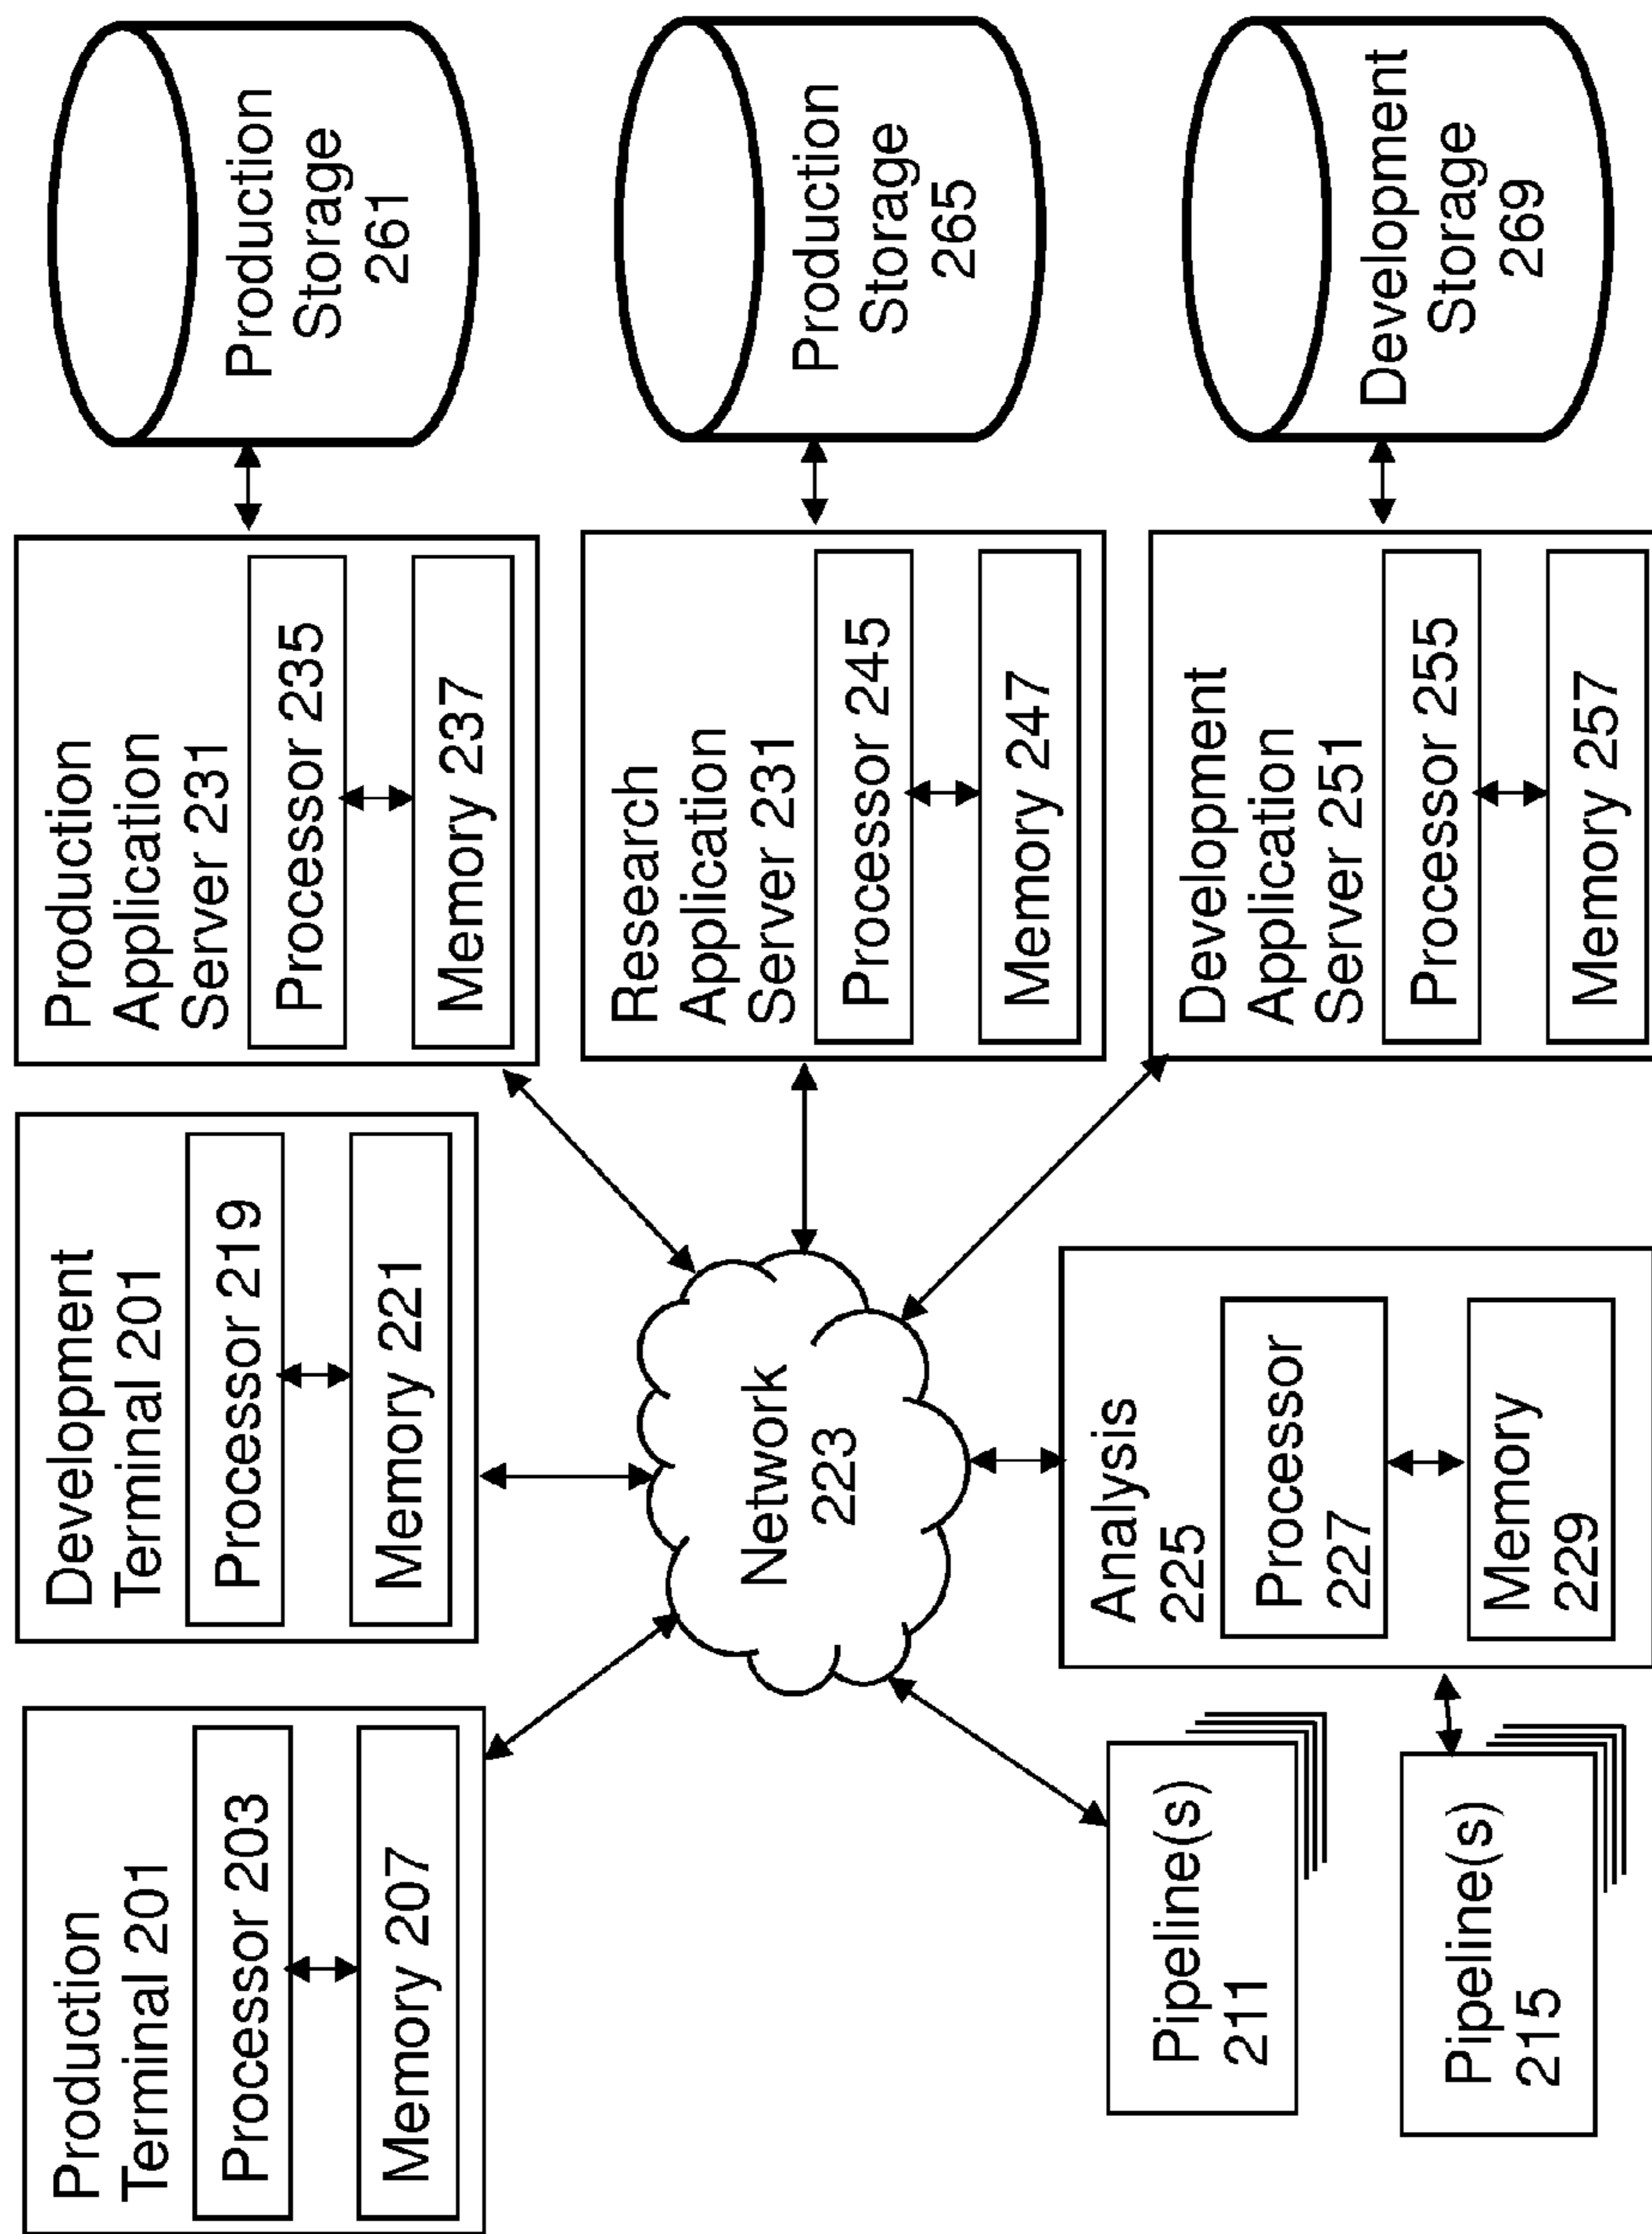 Production
Terminal 201
Processor 203
Memory 207
Development
Terminal 201
Processor 219
Memory 221
Production
Application
Server 231
Processor 235
Memory 237
Production
Storage
261
Network
223
Research
Application
Server 231
Processor 245
Memory 247
Production
Storage
265
Pipeline(s)
211
Pipeline(s)
215
Analysis
225
Processor
227
Memory
229
Development
Application
Server 251
Processor 255
Memory 257
Development
Storage
269